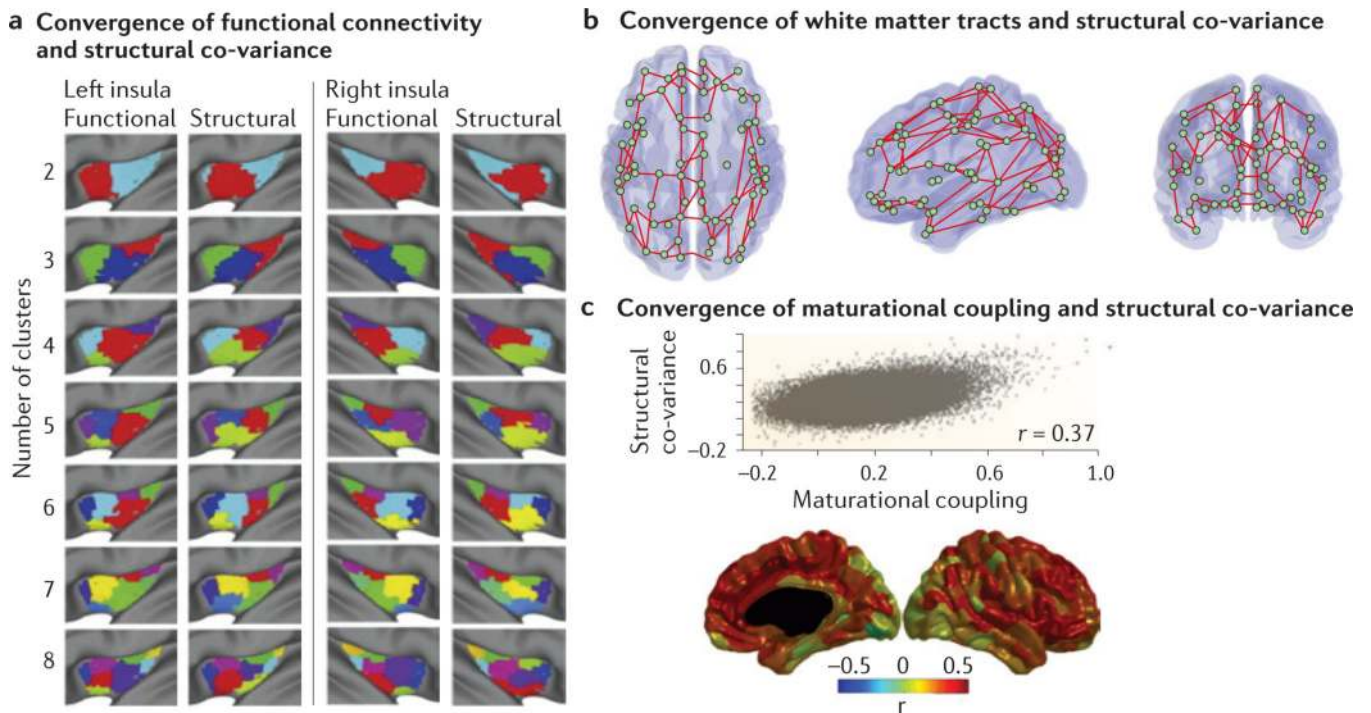 a Convergence of functional connectivity
and structural co-variance
Left insula
Right insula
Functional Structural Functional Structural
Number of clusters
2
3
4
5
6
7
8
b Convergence of white matter tracts and structural co-variance
c Convergence of maturational coupling and structural co-variance
Structural
co-variance
0.6
−0.2
r = 0.37
−0.2 0.2 0.6 1.0
Maturational coupling
−0.5 0 0.5
r